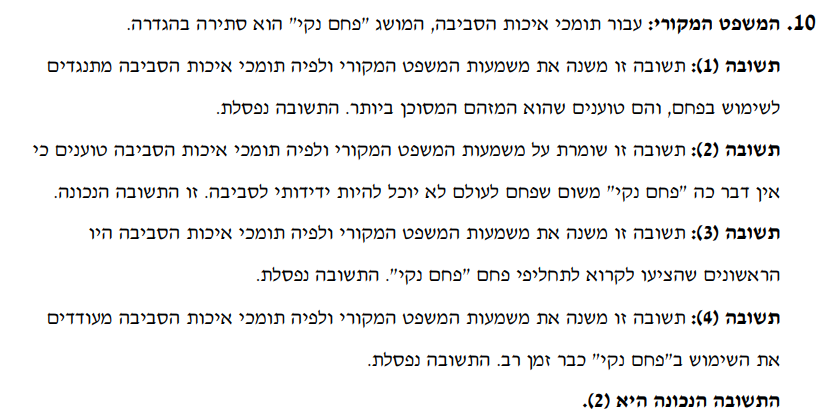 10. המשפט המקורי: עבור תומכי איכות הסביבה, המושג "פחם נקי" הוא סתירה בהגדרה.
תשובה (1): תשובה זו משנה את משמעות המשפט המקורי ולפיה תומכי איכות הסביבה מתנגדים
לשימוש בפחם, והם טוענים שהוא המזהם המסוכן ביותר. התשובה נפסלת.
תשובה (2): תשובה זו שומרת על משמעות המשפט המקורי ולפיה תומכי איכות הסביבה טוענים כי
אין דבר כה "פחם נקי" משום שפחם לעולם לא יוכל להיות ידידותי לסביבה. זו התשובה הנכונה.
תשובה (3): תשובה זו משנה את משמעות המשפט המקורי ולפיה תומכי איכות הסביבה היו
הראשונים שהציעו לקרוא לתחליפי פחם "פחם נקי". התשובה נפסלת.
תשובה (4): תשובה זו משנה את משמעות המשפט המקורי ולפיה תומכי איכות הסביבה מעודדים
את השימוש ב"פחם נקי" כבר זמן רב. התשובה נפסלת.
התשובה הנכונה היא (2).